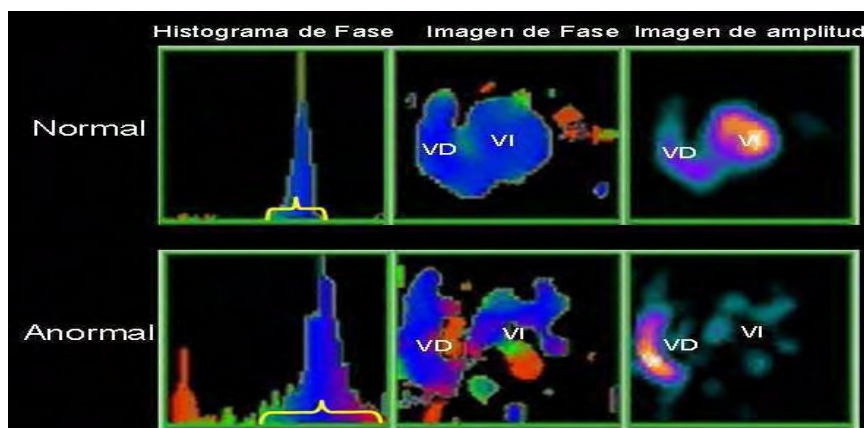 Histograma de Fase Imagen de Fase Imagen de amplitud
Normal VD VI VD VI
Anormal VD VI VD VI